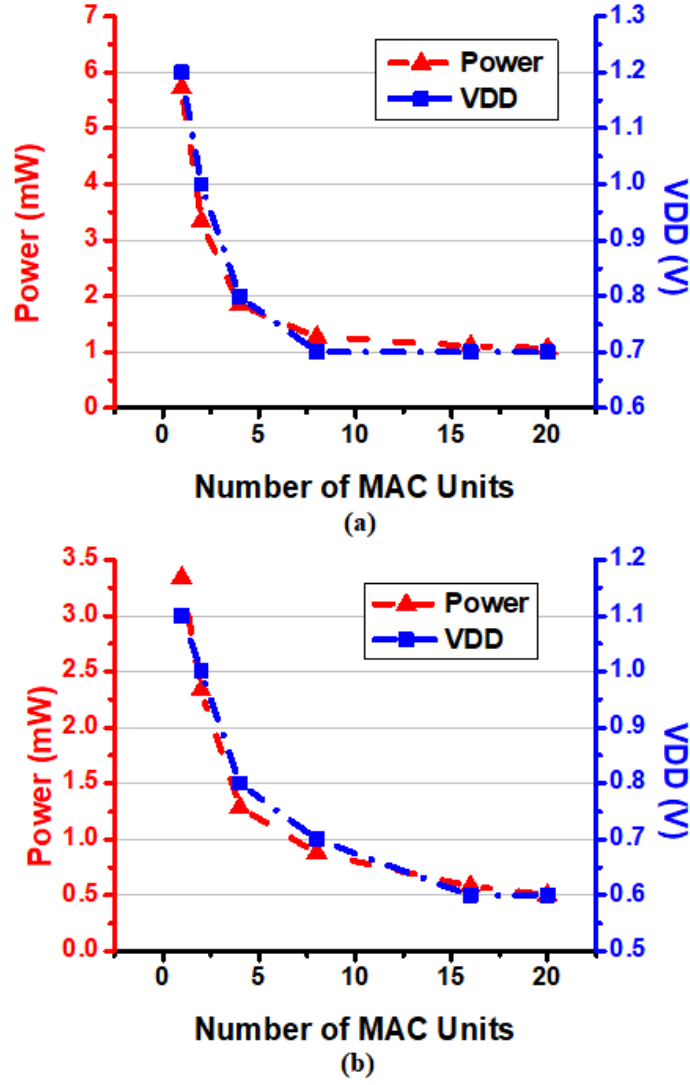 7
6
5
4
3
2
1
0
Power (mW)
1.3
1.2
1.1
1.0
0.9
0.8
0.7
0.6
VDD (V)
Power
VDD
0 5 10 15 20
Number of MAC Units
(a)
3.5
3.0
2.5
2.0
1.5
1.0
0.5
0.0
Power (mW)
1.2
1.1
1.0
0.9
0.8
0.7
0.6
0.5
VDD (V)
Power
VDD
0 5 10 15 20
Number of MAC Units
(b)